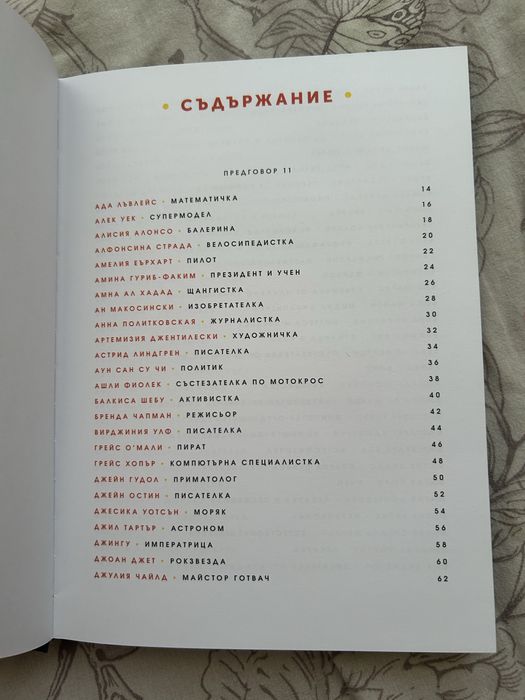 • СЪДЪРЖАНИЕ •
ПРЕДГОВОР 11
АДА ЛЪВЛЕЙС • МАТЕМАТИЧКА 14
АЛЕК УЕК • СУПЕРМОДЕЛ 16
АЛИСИЯ АЛОНСО • БАЛЕРИНА 18
АЛФОНСИНА СТРАДА • ВЕЛОСИПЕДИСТКА 20
АМЕЛИЯ ЕЪРХАРТ • ПИЛОТ 22
АМИНА ГУРИБ-ФАКИМ • ПРЕЗИДЕНТ И УЧЕН 24
АМНА АЛ ХАДАД • ЩАНГИСТКА 26
АН МАКОСИНСКИ • ИЗОБРЕТАТЕЛКА 28
АННА ПОЛИТКОВСКАЯ • ЖУРНАЛИСТКА 30
АРТЕМИЗИЯ ДЖЕНТИЛЕСКИ • ХУДОЖНИЧКА 32
АСТРИД ЛИНДГРЕН • ПИСАТЕЛКА 34
АУН САН СУ ЧИ • ПОЛИТИК 36
АШЛИ ФИОЛЕК • СЪСТЕЗАТЕЛКА ПО МОТОКРОС 38
БАЛКИСА ШЕБУ • АКТИВИСТКА 40
БРЕНДА ЧАПМАН • РЕЖИСЬОР 42
ВИРДЖИНИЯ УЛФ • ПИСАТЕЛКА 44
ГРЕЙС О'МАЛИ • ПИРАТ 46
ГРЕЙС ХОПЪР • КОМПЮТЪРНА СПЕЦИАЛИСТКА 48
ДЖЕЙН ГУДОЛ • ПРИМАТОЛОГ 50
ДЖЕЙН ОСТИН • ПИСАТЕЛКА 52
ДЖЕСИКА УОТСЪН • МОРЯК 54
ДЖИЛ ТАРТЪР • АСТРОНОМ 56
ДЖИНГУ • ИМПЕРАТРИЦА 58
ДЖОАН ДЖЕТ • РОКЗВЕЗДА 60
ДЖУЛИЯ ЧАЙЛД • МАЙСТОР ГОТВАЧ 62